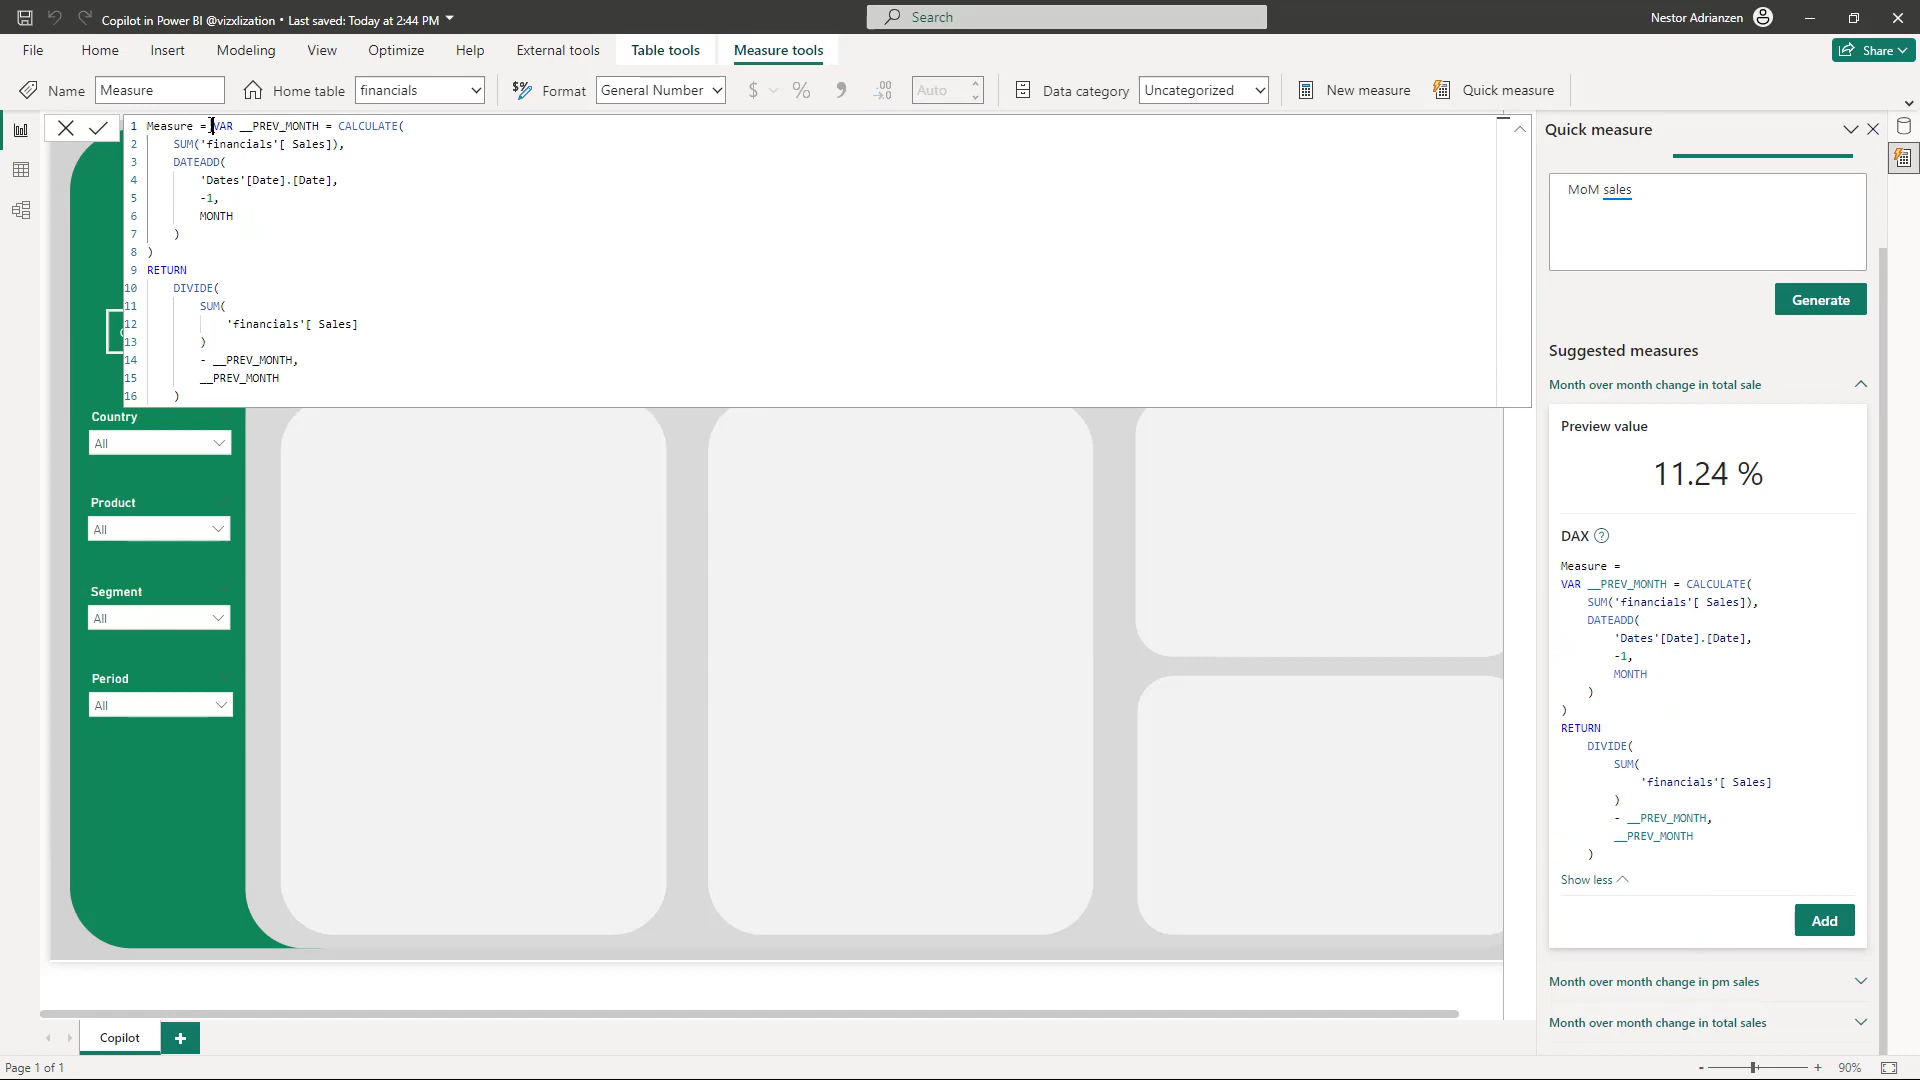 Copilot in Power BI @vizxlization • Last saved: Today at 2:44 PM
Search
Nestor Adrianzen
File
Home
Insert
Modeling
View
Optimize
Help
External tools
Table tools
Measure tools
Share
Name
Measure
Home table
financials
Format
General Number
$
%
Auto
Data category
Uncategorized
New measure
Quick measure
1 Measure = VAR __PREV_MONTH = CALCULATE(
2 SUM('financials'[ Sales]),
3 DATEADD(
4 'Dates'[Date].[Date],
5 -1,
6 MONTH
7 )
8 )
9 RETURN
10 DIVIDE(
11 SUM(
12 'financials'[ Sales]
13 )
14 - __PREV_MONTH,
15 __PREV_MONTH
16 )
Country
All
Product
All
Segment
All
Period
All
Quick measure
MoM sales
Generate
Suggested measures
Month over month change in total sale
Preview value
11.24 %
DAX
Measure =
VAR __PREV_MONTH = CALCULATE(
SUM('financials'[ Sales]),
DATEADD(
'Dates'[Date].[Date],
-1,
MONTH
)
)
RETURN
DIVIDE(
SUM(
'financials'[ Sales]
)
- __PREV_MONTH,
__PREV_MONTH
)
Show less
Add
Month over month change in pm sales
Month over month change in total sales
Copilot
+
Page 1 of 1
- + 90%